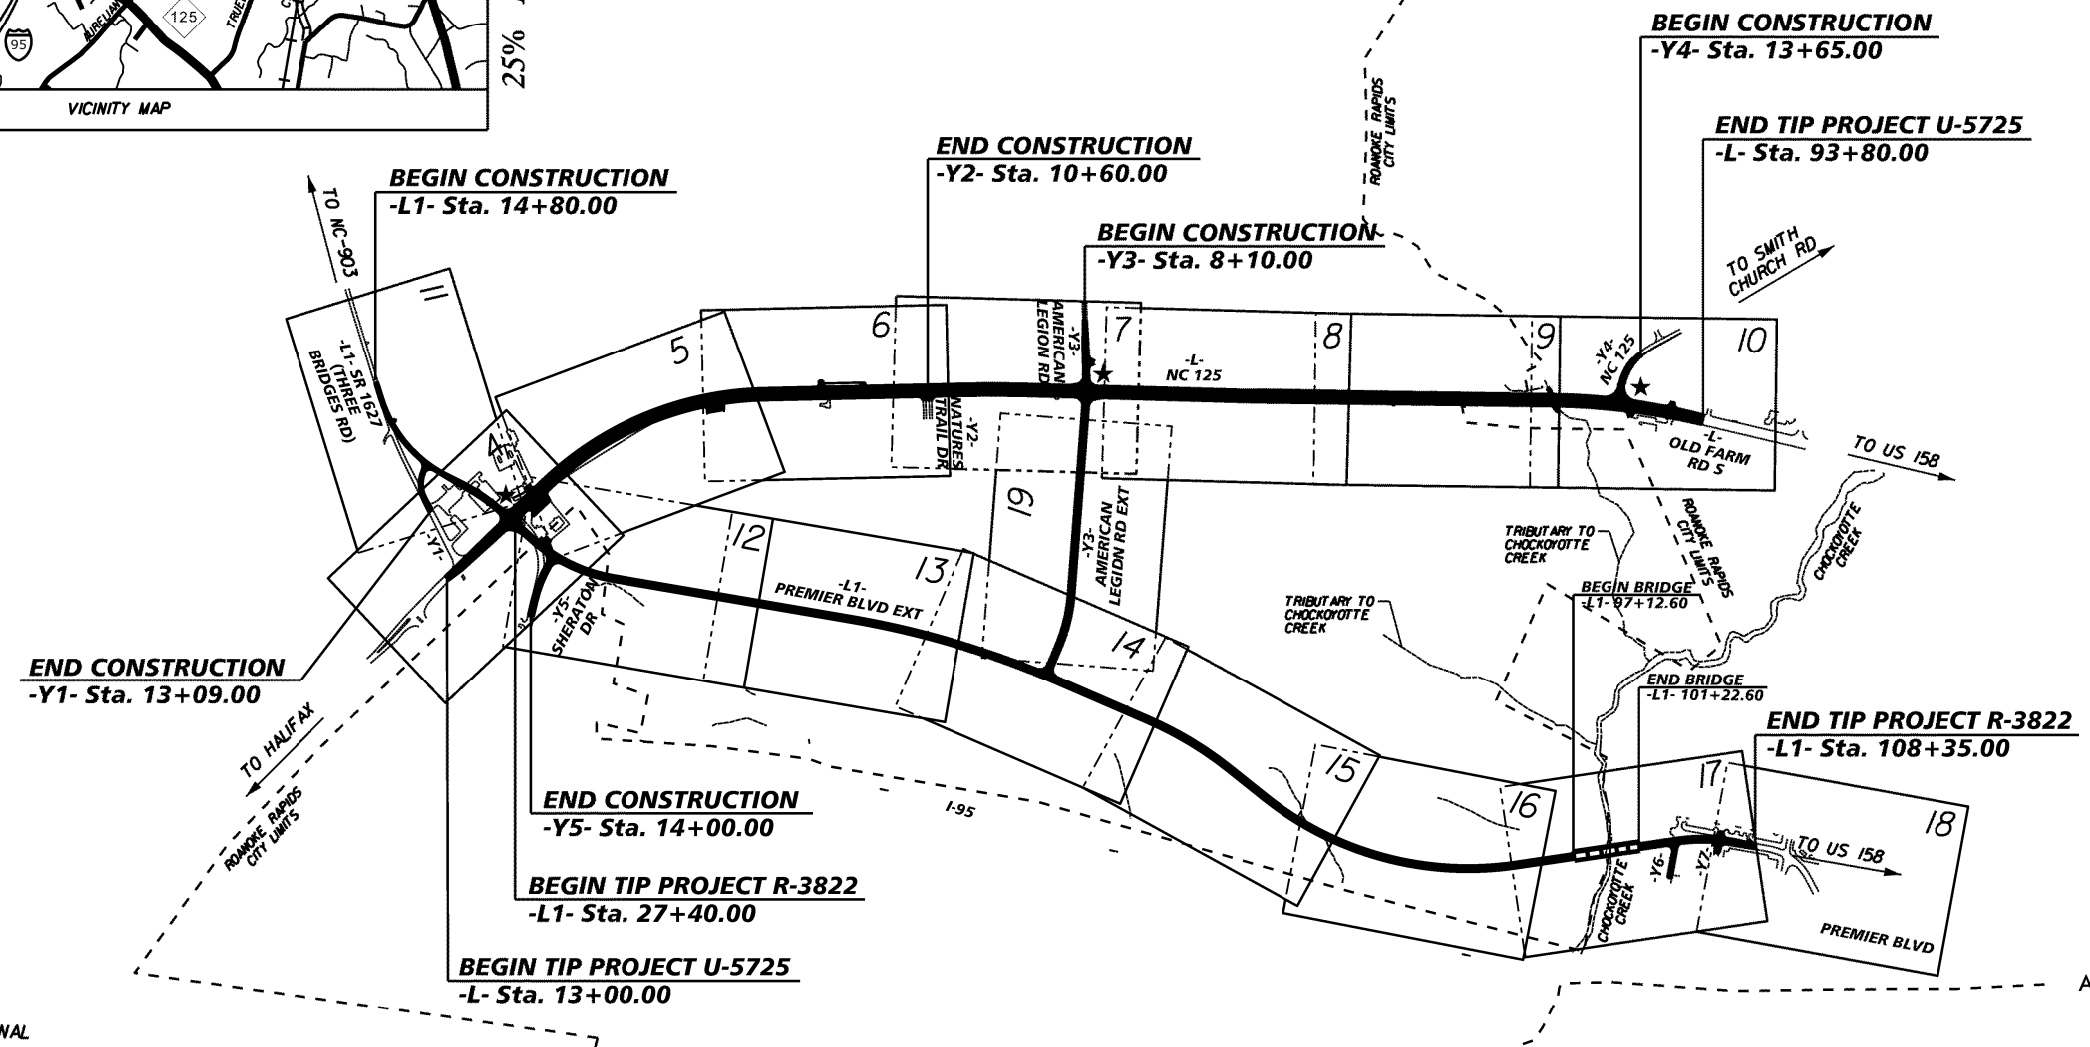 AURELIAN
125
95
VICINITY MAP
25%
BEGIN CONSTRUCTION
-Y4- Sta. 13+65.00
END TIP PROJECT U-5725
-L- Sta. 93+80.00
END CONSTRUCTION
-Y2- Sta. 10+60.00
BEGIN CONSTRUCTION
-L1- Sta. 14+80.00
BEGIN CONSTRUCTION
-Y3- Sta. 8+10.00
ROANOKE RAPIDS
CITY LIMITS
TO NC-903
TO SMITH
CHURCH RD
11
-L1- SR 1627
(THREE
BRIDGES RD)
4
5
6
7
8
9
10
-Y3-
AMERICAN
LEGION RD
-L-
NC 125
-Y4-
NC 125
-Y2-
NATURES
TRAIL DR
-L-
OLD FARM
RD S
TO US 158
-Y1-
12
13
19
14
-Y3-
AMERICAN
LEGION RD EXT
-L1-
PREMIER BLVD EXT
-Y5-
SHERATON
DR
TRIBUTARY TO
CHOCKOYOTTE
CREEK
ROANOKE RAPIDS
CITY LIMITS
CHOCKOYOTTE
CREEK
TRIBUTARY TO
CHOCKOYOTTE
CREEK
BEGIN BRIDGE
-L1- 97+12.60
END BRIDGE
-L1- 101+22.60
END CONSTRUCTION
-Y1- Sta. 13+09.00
TO HALIFAX
ROANOKE RAPIDS
CITY LIMITS
END TIP PROJECT R-3822
-L1- Sta. 108+35.00
15
16
17
18
I-95
END CONSTRUCTION
-Y5- Sta. 14+00.00
-Y6-
-Y7-
TO US 158
CHOCKOYOTTE
CREEK
PREMIER BLVD
BEGIN TIP PROJECT R-3822
-L1- Sta. 27+40.00
BEGIN TIP PROJECT U-5725
-L- Sta. 13+00.00
A
NAL